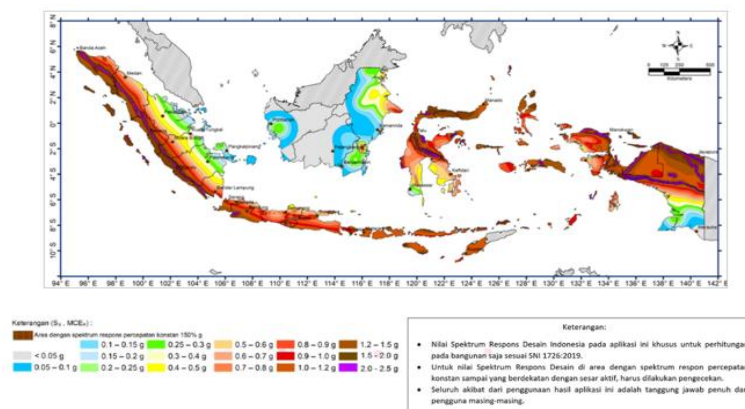 8° N
6° N
4° N
2° N
0°
2° S
4° S
6° S
8° S
10° S
Banda Aceh
Medan
Pangkalpinang
Bandar Lampung
Samarinda
Manado
Kendari
Jayapura
Kilometers
94° E 96° E 98° E 100° E 102° E 104° E 106° E 108° E 110° E 112° E 114° E 116° E 118° E 120° E 122° E 124° E 126° E 128° E 130° E 132° E 134° E 136° E 138° E 140° E 142° E
Keterangan (S
, MCE
) :
Area dengan spektrum respons percepatan konstan 150% g
< 0.05 g
0.05 – 0.1 g
0.1 – 0.15 g
0.15 – 0.2 g
0.2 – 0.25 g
0.25 – 0.3 g
0.3 – 0.4 g
0.4 – 0.5 g
0.5 – 0.6 g
0.6 – 0.7 g
0.7 – 0.8 g
0.8 – 0.9 g
0.9 – 1.0 g
1.0 – 1.2 g
1.2 – 1.5 g
1.5 - 2.0 g
2.0 - 2.5 g
Keterangan:
• Nilai Spektrum Respons Desain Indonesia pada aplikasi ini khusus untuk perhitungan
pada bangunan saja sesuai SNI 1726:2019.
• Untuk nilai Spektrum Respons Desain di area dengan spektrum respon percepatan
konstan sampai yang berdekatan dengan sesar aktif, harus dilakukan pengecekan.
• Seluruh akibat dari penggunaan hasil aplikasi ini adalah tanggung jawab penuh dari
pengguna masing-masing.